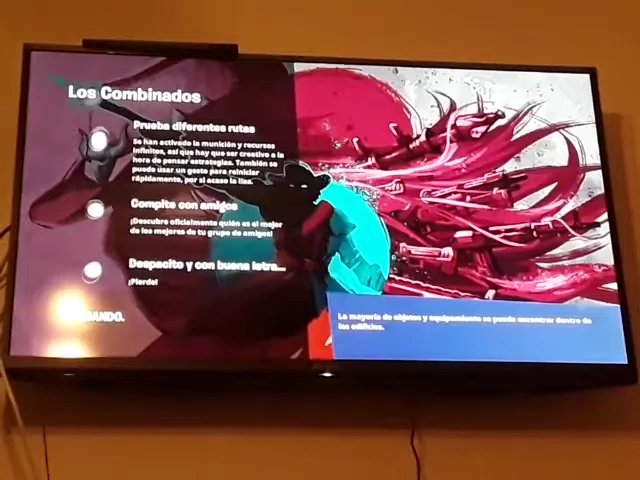 Los Combinados
Prueba diferentes rutas
Se han activado la munición y recursos
infinitos, así que hay que ser creativo a la
hora de pensar estrategias. También se
puede usar un gesto para reiniciar
rápidamente, por si acaso la lías.
Compite con amigos
¡Descubre oficialmente quién es el mejor
de los mejores de tu grupo de amigos!
Despacito y con buena letra...
¡Pierde!
La mayoría de objetos y equipamiento se puede encontrar dentro de
los edificios.